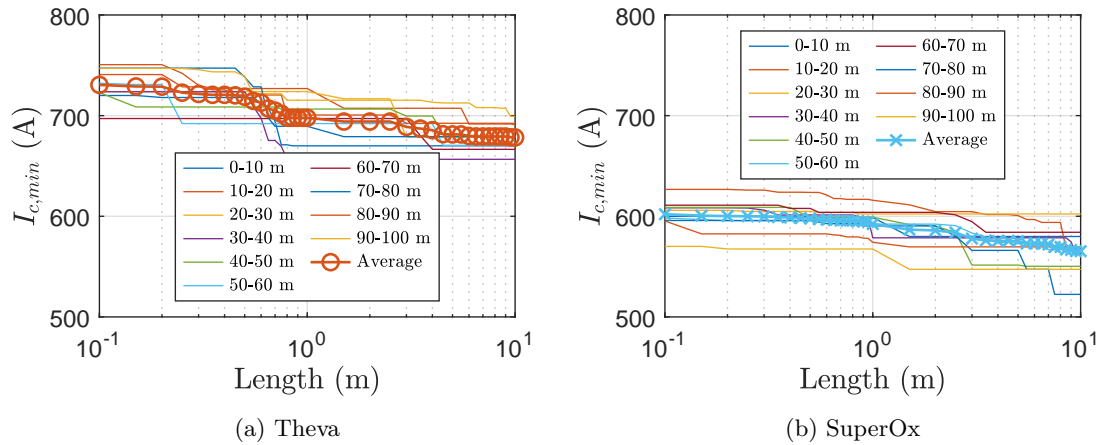 800
700
600
500
I_{c,min} (A)
0-10 m
10-20 m
20-30 m
30-40 m
40-50 m
50-60 m
60-70 m
70-80 m
80-90 m
90-100 m
Average
10^{-1}
10^{0}
10^{1}
Length (m)
(a) Theva
800
700
600
500
I_{c,min} (A)
0-10 m
10-20 m
20-30 m
30-40 m
40-50 m
50-60 m
60-70 m
70-80 m
80-90 m
90-100 m
Average
10^{-1}
10^{0}
10^{1}
Length (m)
(b) SuperOx